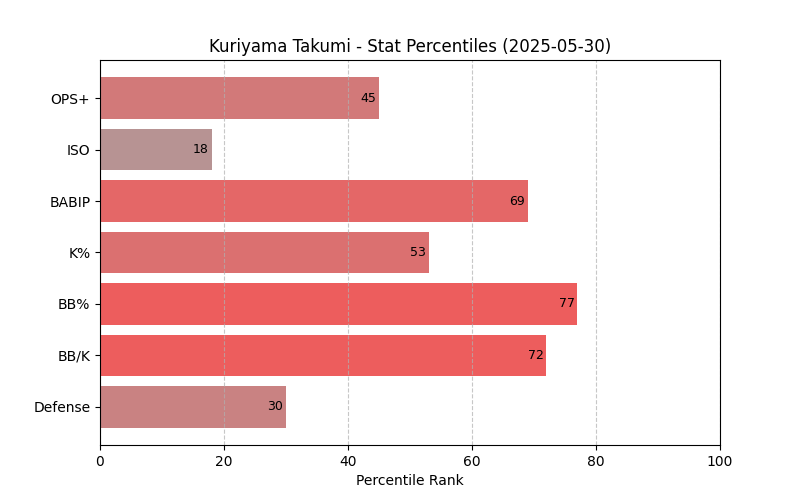 Kuriyama Takumi - Stat Percentiles (2025-05-30)
OPS+ 45
ISO 18
BABIP 69
K% 53
BB% 77
BB/K 72
Defense 30
0 20 40 60 80 100
Percentile Rank